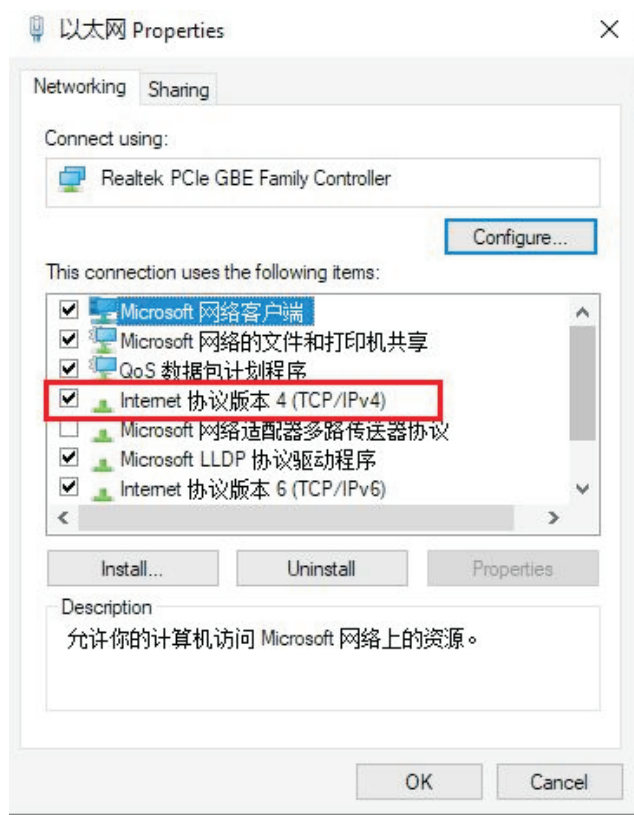 以太网 Properties
Networking
Sharing
Connect using:
Realtek PCIe GBE Family Controller
Configure...
This connection uses the following items:
Microsoft 网络客户端
Microsoft 网络的文件和打印机共享
QoS 数据包计划程序
Internet 协议版本 4 (TCP/IPv4)
Microsoft 网络适配器多路传送器协议
Microsoft LLDP 协议驱动程序
Internet 协议版本 6 (TCP/IPv6)
Install...
Uninstall
Properties
Description
允许你的计算机访问 Microsoft 网络上的资源。
OK
Cancel